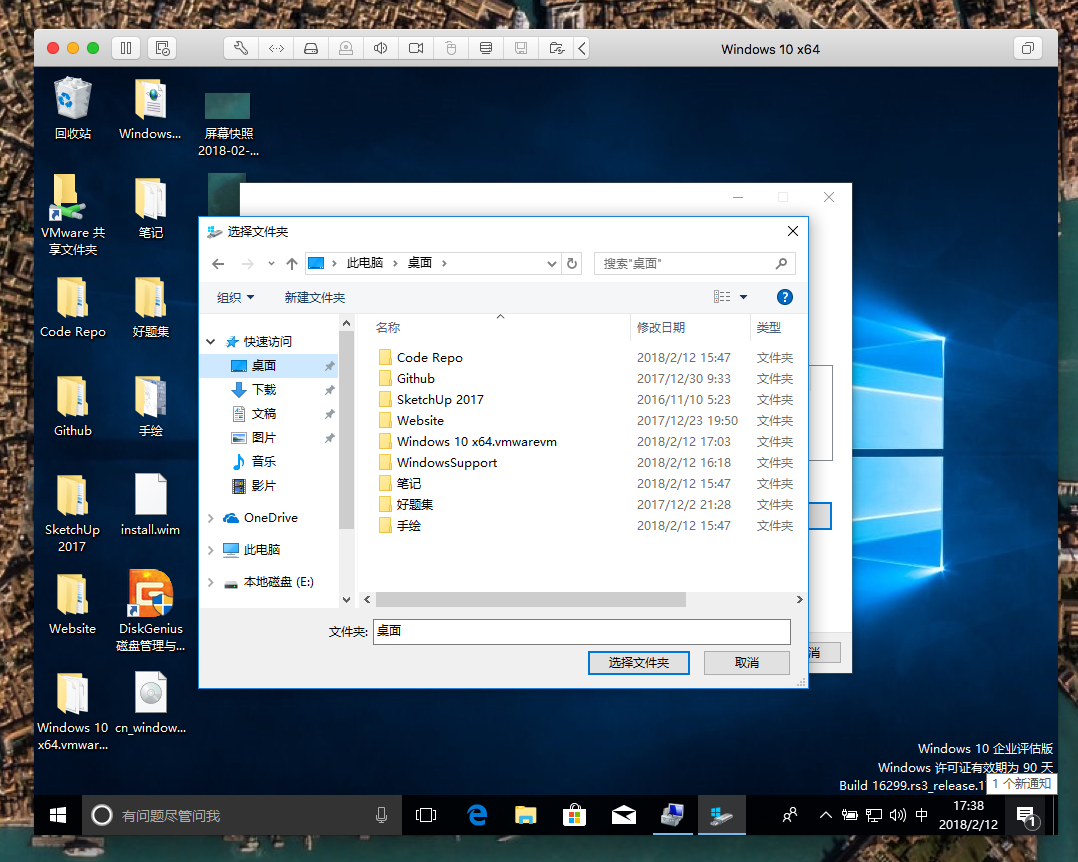 Windows 10 x64
回收站
Windows...
屏幕快照
2018-02-...
VMware 共
享文件夹
笔记
Code Repo
好题集
Github
手绘
SketchUp
2017
install.wim
Website
DiskGenius
磁盘管理与...
Windows 10
x64.vmwar...
cn_window...
选择文件夹
此电脑
桌面
搜索"桌面"
组织
新建文件夹
快速访问
桌面
下载
文稿
图片
音乐
影片
OneDrive
此电脑
本地磁盘 (E:)
名称 修改日期 类型
Code Repo 2018/2/12 15:47 文件夹
Github 2017/12/30 9:33 文件夹
SketchUp 2017 2016/11/10 5:23 文件夹
Website 2017/12/23 19:50 文件夹
Windows 10 x64.vmwarevm 2018/2/12 17:03 文件夹
WindowsSupport 2018/2/12 16:18 文件夹
笔记 2018/2/12 15:47 文件夹
好题集 2017/12/2 21:28 文件夹
手绘 2018/2/12 15:47 文件夹
文件夹: 桌面
选择文件夹
取消
消
Windows 10 企业评估版
Windows 许可证有效期为 90 天
Build 16299.rs3_release.1
1 个新通知
有问题尽管问我
中
17:38
2018/2/12
1